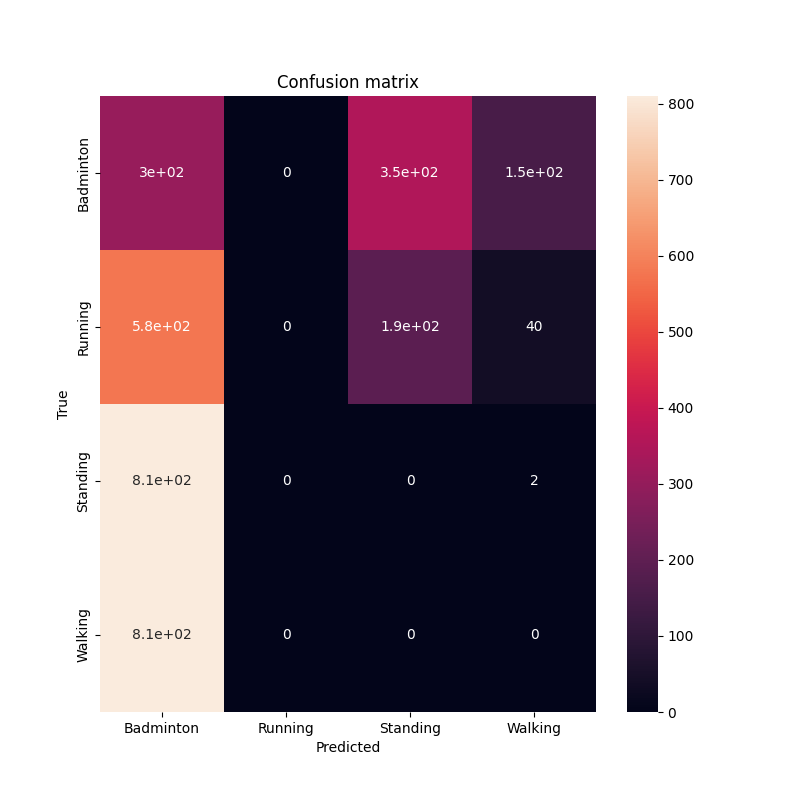 Confusion matrix
Badminton 3e+02 0 3.5e+02 1.5e+02
Running 5.8e+02 0 1.9e+02 40
Standing 8.1e+02 0 0 2
Walking 8.1e+02 0 0 0
True
Badminton Running Standing Walking
Predicted
800
700
600
500
400
300
200
100
0